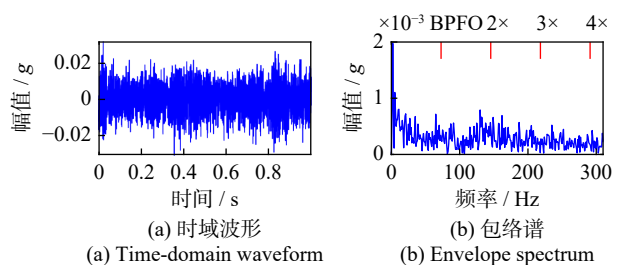 幅值 / g
0.02
0
−0.02
0 0.2 0.4 0.6 0.8
时间 / s
(a) 时域波形
(a) Time-domain waveform
×10⁻³ BPFO 2× 3× 4×
幅值 / g
2
1
0
0 100 200 300
频率 / Hz
(b) 包络谱
(b) Envelope spectrum